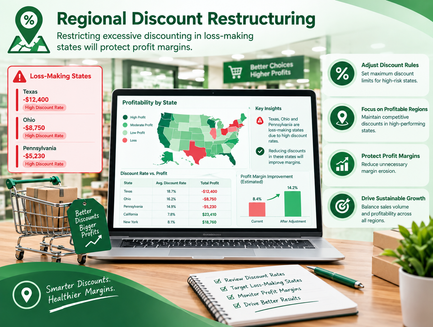 Regional Discount Restructuring
Restricting excessive discounting in loss-making
states will protect profit margins.
Loss-Making States
Texas
-$12,400
High Discount Rate
Ohio
-$8,750
High Discount Rate
Pennsylvania
-$5,230
High Discount Rate
Better Choices
Higher Profits
Profitability by State
High Profit
Moderate Profit
Low Profit
Loss
Key Insights
Texas, Ohio and
Pennsylvania are
loss-making states
due to high discount
rates.
Reducing discounts
in these states will
improve margins.
Discount Rate vs. Profit
State Avg. Discount Rate Total Profit
Texas 18.7% -$12,400
Ohio 16.2% -$8,750
Pennsylvania 14.9% -$5,230
California 7.8% $23,410
New York 8.1% $18,760
Profit Margin Improvement
(Estimated)
8.4%
14.2%
Current
After Adjustment
Adjust Discount Rules
Set maximum discount
limits for high-risk states.
Focus on Profitable Regions
Maintain competitive
discounts in high-performing
states.
Protect Profit Margins
Reduce unnecessary
margin erosion.
Drive Sustainable Growth
Balance sales volume
and profitability across
all regions.
Better
Discounts
Bigger
Profits
Smarter Discounts.
Healthier Margins.
Review Discount Rates
Target Loss-Making States
Monitor Profit Margins
Drive Better Results